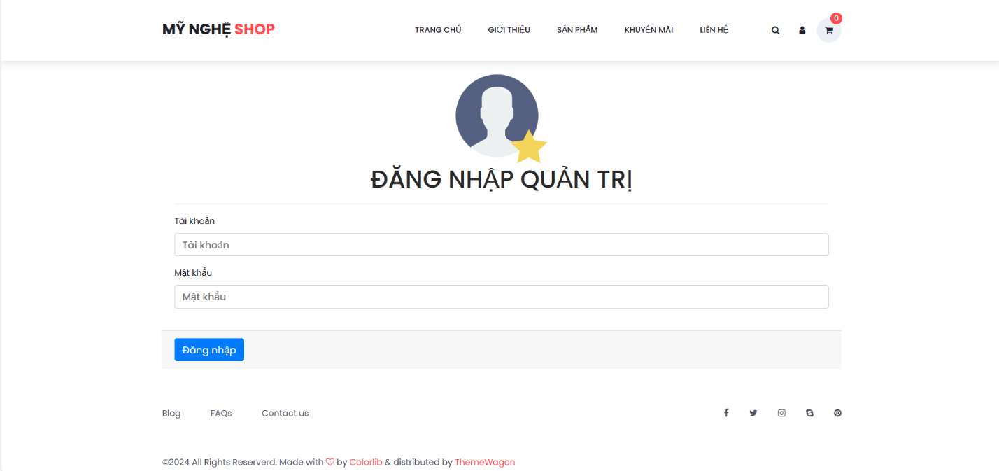 MỸ NGHỆ SHOP
TRANG CHỦ GIỚI THIỆU SẢN PHẨM KHUYẾN MÃI LIÊN HỆ 0
ĐĂNG NHẬP QUẢN TRỊ
Tài khoản
Tài khoản
Mật khẩu
Mật khẩu
Đăng nhập
Blog FAQs Contact us
©2024 All Rights Reserverd. Made with ♡ by Colorlib & distributed by ThemeWagon